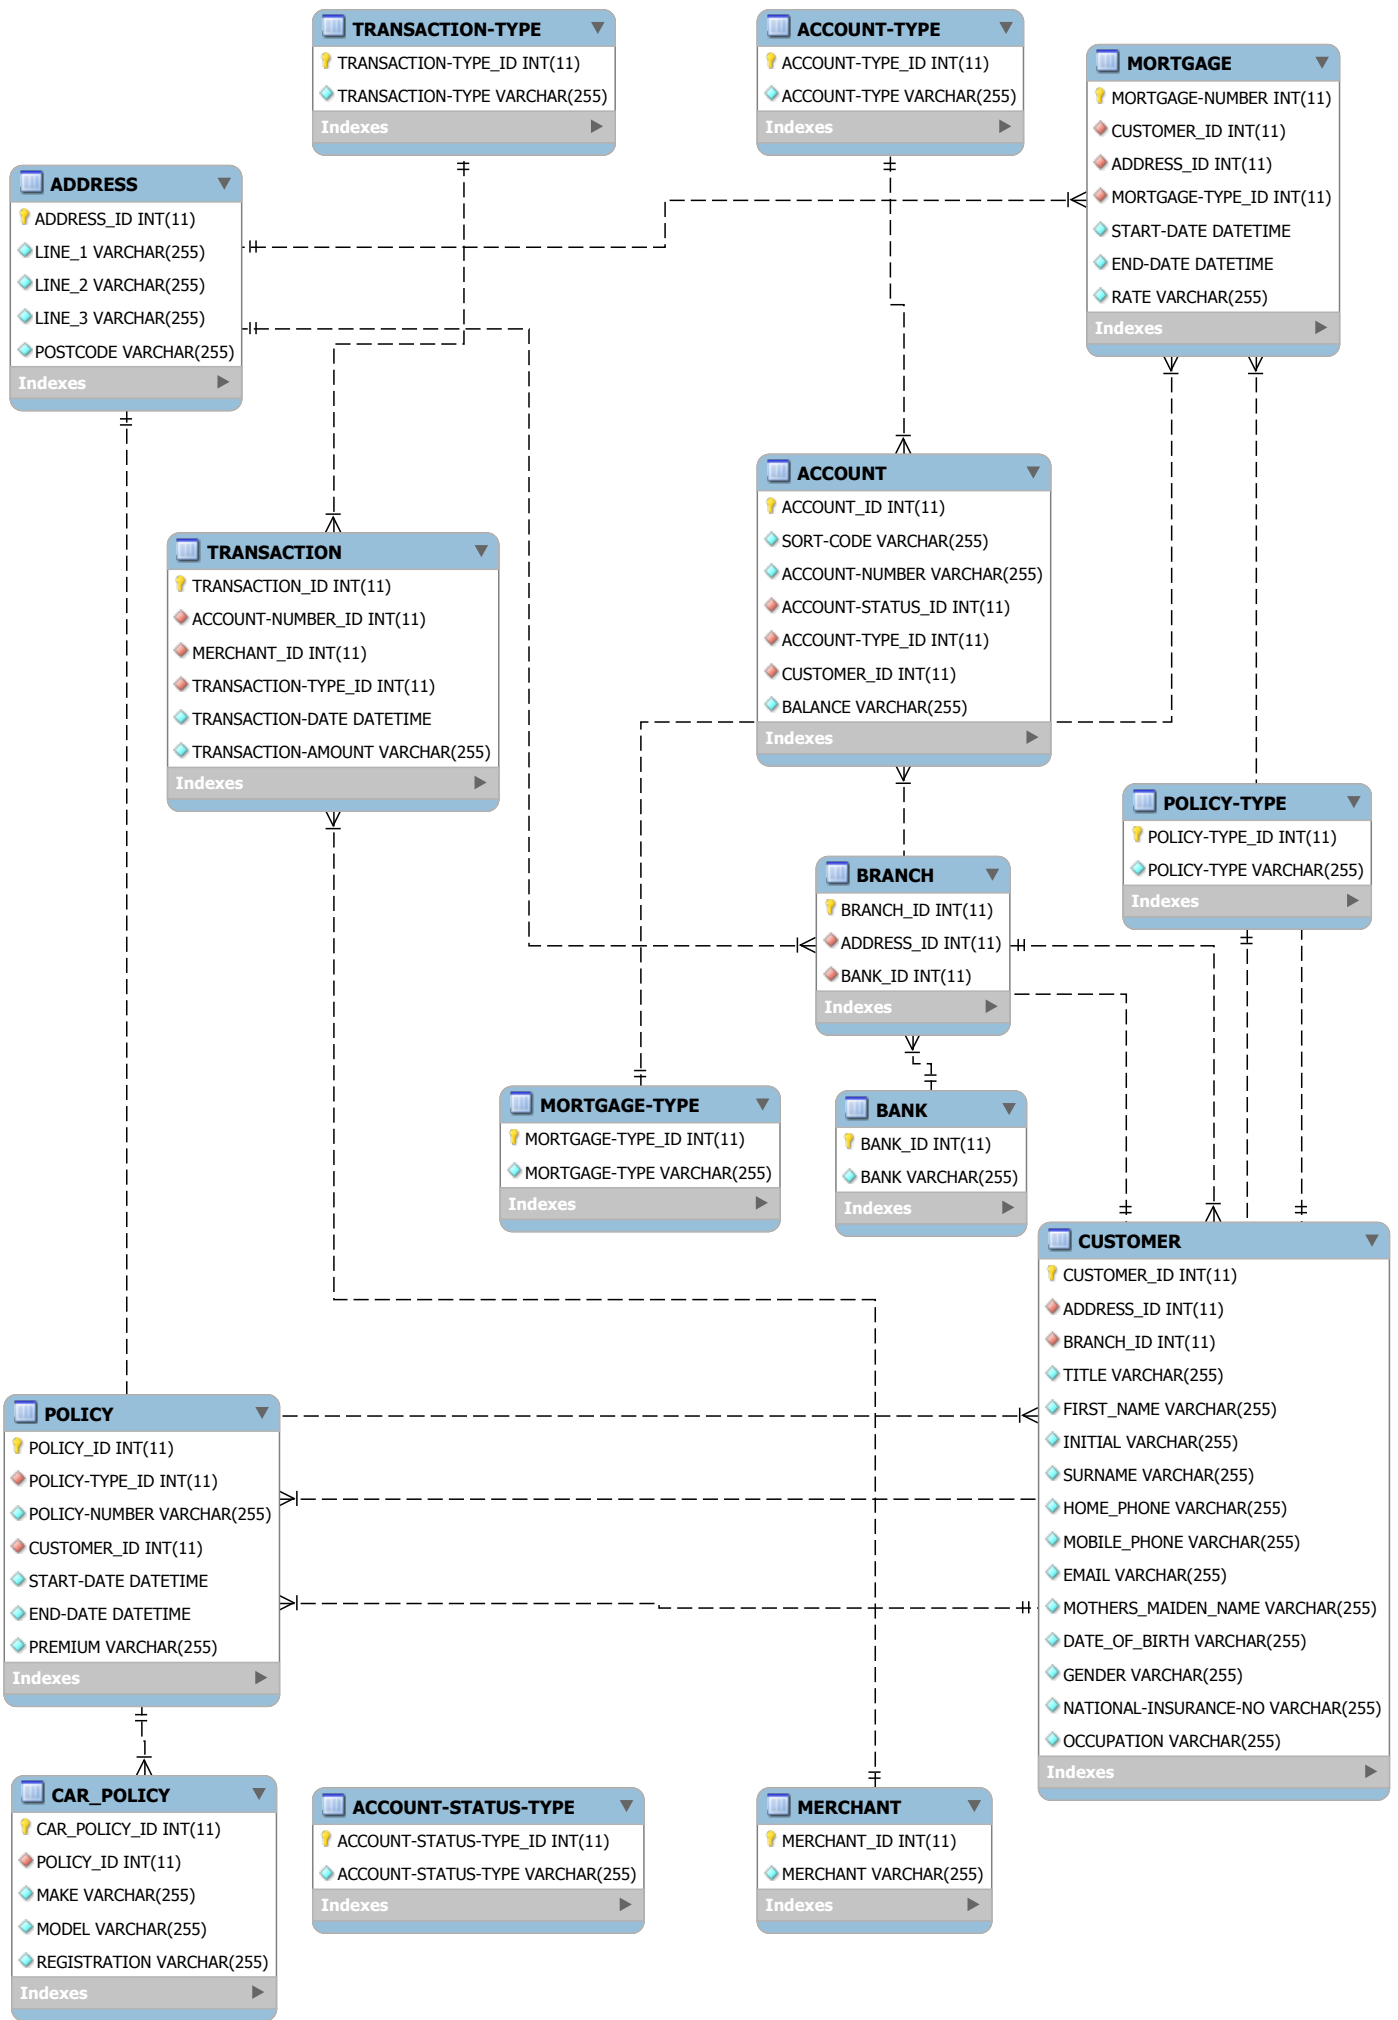 TRANSACTION-TYPE
TRANSACTION-TYPE_ID INT(11)
TRANSACTION-TYPE VARCHAR(255)
Indexes
ACCOUNT-TYPE
ACCOUNT-TYPE_ID INT(11)
ACCOUNT-TYPE VARCHAR(255)
Indexes
MORTGAGE
MORTGAGE-NUMBER INT(11)
CUSTOMER_ID INT(11)
ADDRESS_ID INT(11)
MORTGAGE-TYPE_ID INT(11)
START-DATE DATETIME
END-DATE DATETIME
RATE VARCHAR(255)
Indexes
ADDRESS
ADDRESS_ID INT(11)
LINE_1 VARCHAR(255)
LINE_2 VARCHAR(255)
LINE_3 VARCHAR(255)
POSTCODE VARCHAR(255)
Indexes
ACCOUNT
ACCOUNT_ID INT(11)
SORT-CODE VARCHAR(255)
ACCOUNT-NUMBER VARCHAR(255)
ACCOUNT-STATUS_ID INT(11)
ACCOUNT-TYPE_ID INT(11)
CUSTOMER_ID INT(11)
BALANCE VARCHAR(255)
Indexes
TRANSACTION
TRANSACTION_ID INT(11)
ACCOUNT-NUMBER_ID INT(11)
MERCHANT_ID INT(11)
TRANSACTION-TYPE_ID INT(11)
TRANSACTION-DATE DATETIME
TRANSACTION-AMOUNT VARCHAR(255)
Indexes
POLICY-TYPE
POLICY-TYPE_ID INT(11)
POLICY-TYPE VARCHAR(255)
Indexes
BRANCH
BRANCH_ID INT(11)
ADDRESS_ID INT(11)
BANK_ID INT(11)
Indexes
MORTGAGE-TYPE
MORTGAGE-TYPE_ID INT(11)
MORTGAGE-TYPE VARCHAR(255)
Indexes
BANK
BANK_ID INT(11)
BANK VARCHAR(255)
Indexes
CUSTOMER
CUSTOMER_ID INT(11)
ADDRESS_ID INT(11)
BRANCH_ID INT(11)
TITLE VARCHAR(255)
FIRST_NAME VARCHAR(255)
INITIAL VARCHAR(255)
SURNAME VARCHAR(255)
HOME_PHONE VARCHAR(255)
MOBILE_PHONE VARCHAR(255)
EMAIL VARCHAR(255)
MOTHERS_MAIDEN_NAME VARCHAR(255)
DATE_OF_BIRTH VARCHAR(255)
GENDER VARCHAR(255)
NATIONAL-INSURANCE-NO VARCHAR(255)
OCCUPATION VARCHAR(255)
Indexes
POLICY
POLICY_ID INT(11)
POLICY-TYPE_ID INT(11)
POLICY-NUMBER VARCHAR(255)
CUSTOMER_ID INT(11)
START-DATE DATETIME
END-DATE DATETIME
PREMIUM VARCHAR(255)
Indexes
CAR_POLICY
CAR_POLICY_ID INT(11)
POLICY_ID INT(11)
MAKE VARCHAR(255)
MODEL VARCHAR(255)
REGISTRATION VARCHAR(255)
Indexes
ACCOUNT-STATUS-TYPE
ACCOUNT-STATUS-TYPE_ID INT(11)
ACCOUNT-STATUS-TYPE VARCHAR(255)
Indexes
MERCHANT
MERCHANT_ID INT(11)
MERCHANT VARCHAR(255)
Indexes